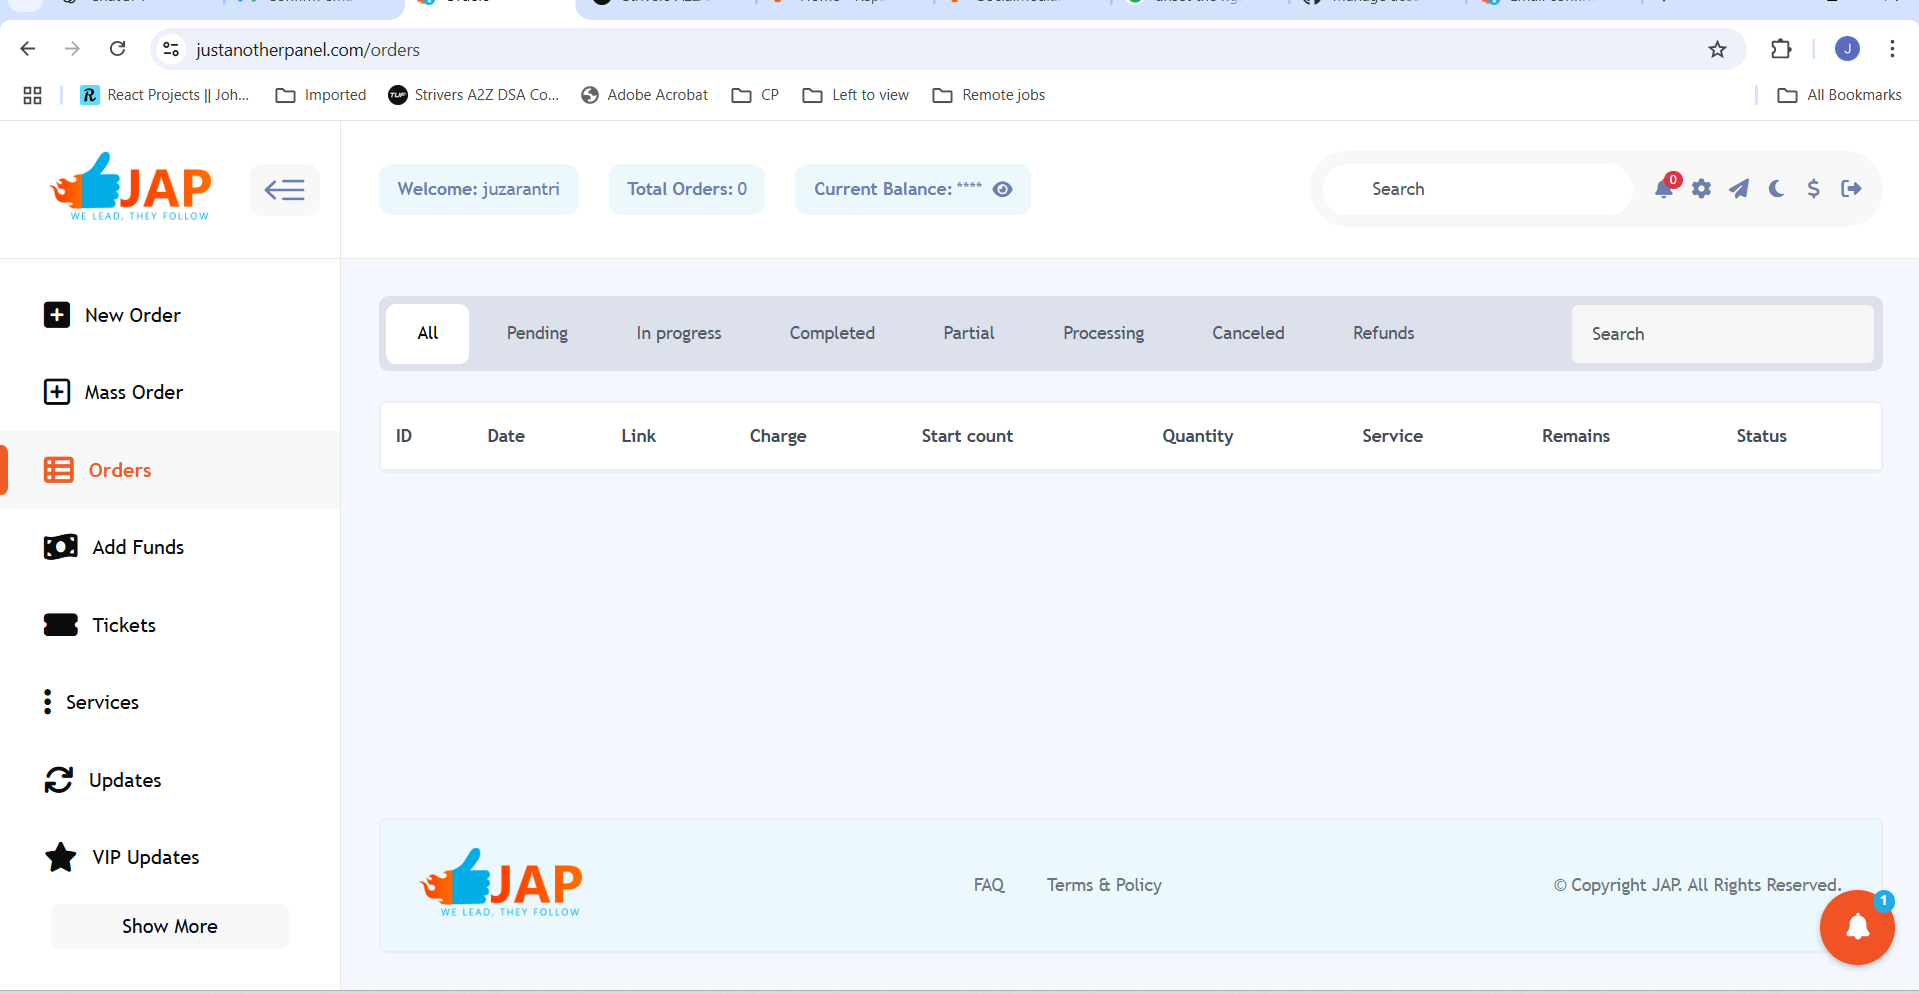 justanotherpanel.com/orders
React Projects || Joh...
Imported
Strivers A2Z DSA Co...
Adobe Acrobat
CP
Left to view
Remote jobs
All Bookmarks
JAP
WE LEAD, THEY FOLLOW
Welcome: juzarantri
Total Orders: 0
Current Balance: ****
Search
0
New Order
Mass Order
Orders
Add Funds
Tickets
Services
Updates
VIP Updates
Show More
All
Pending
In progress
Completed
Partial
Processing
Canceled
Refunds
Search
ID
Date
Link
Charge
Start count
Quantity
Service
Remains
Status
JAP
WE LEAD, THEY FOLLOW
FAQ
Terms & Policy
© Copyright JAP. All Rights Reserved.
1
J
TUF